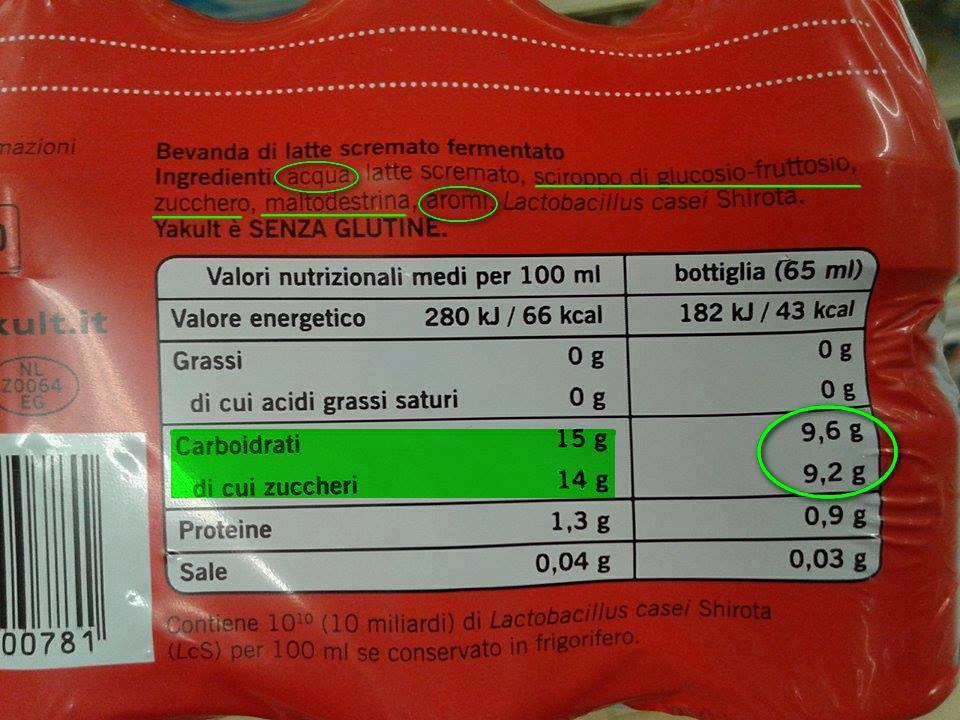 mazioni
Bevanda di latte scremato fermentato
Ingredienti: acqua, latte scremato, sciroppo di glucosio-fruttosio,
zucchero, maltodestrina, aromi, Lactobacillus casei Shirota.
Yakult è SENZA GLUTINE.
Valori nutrizionali medi per 100 ml bottiglia (65 ml)
Valore energetico 280 kJ / 66 kcal 182 kJ / 43 kcal
Grassi 0 g 0 g
di cui acidi grassi saturi 0 g 0 g
Carboidrati 15 g 9,6 g
di cui zuccheri 14 g 9,2 g
Proteine 1,3 g 0,9 g
Sale 0,04 g 0,03 g
Contiene 10¹⁰ (10 miliardi) di Lactobacillus casei Shirota
(LcS) per 100 ml se conservato in frigorifero.
kult.it
NL
Z0064
EG
00781